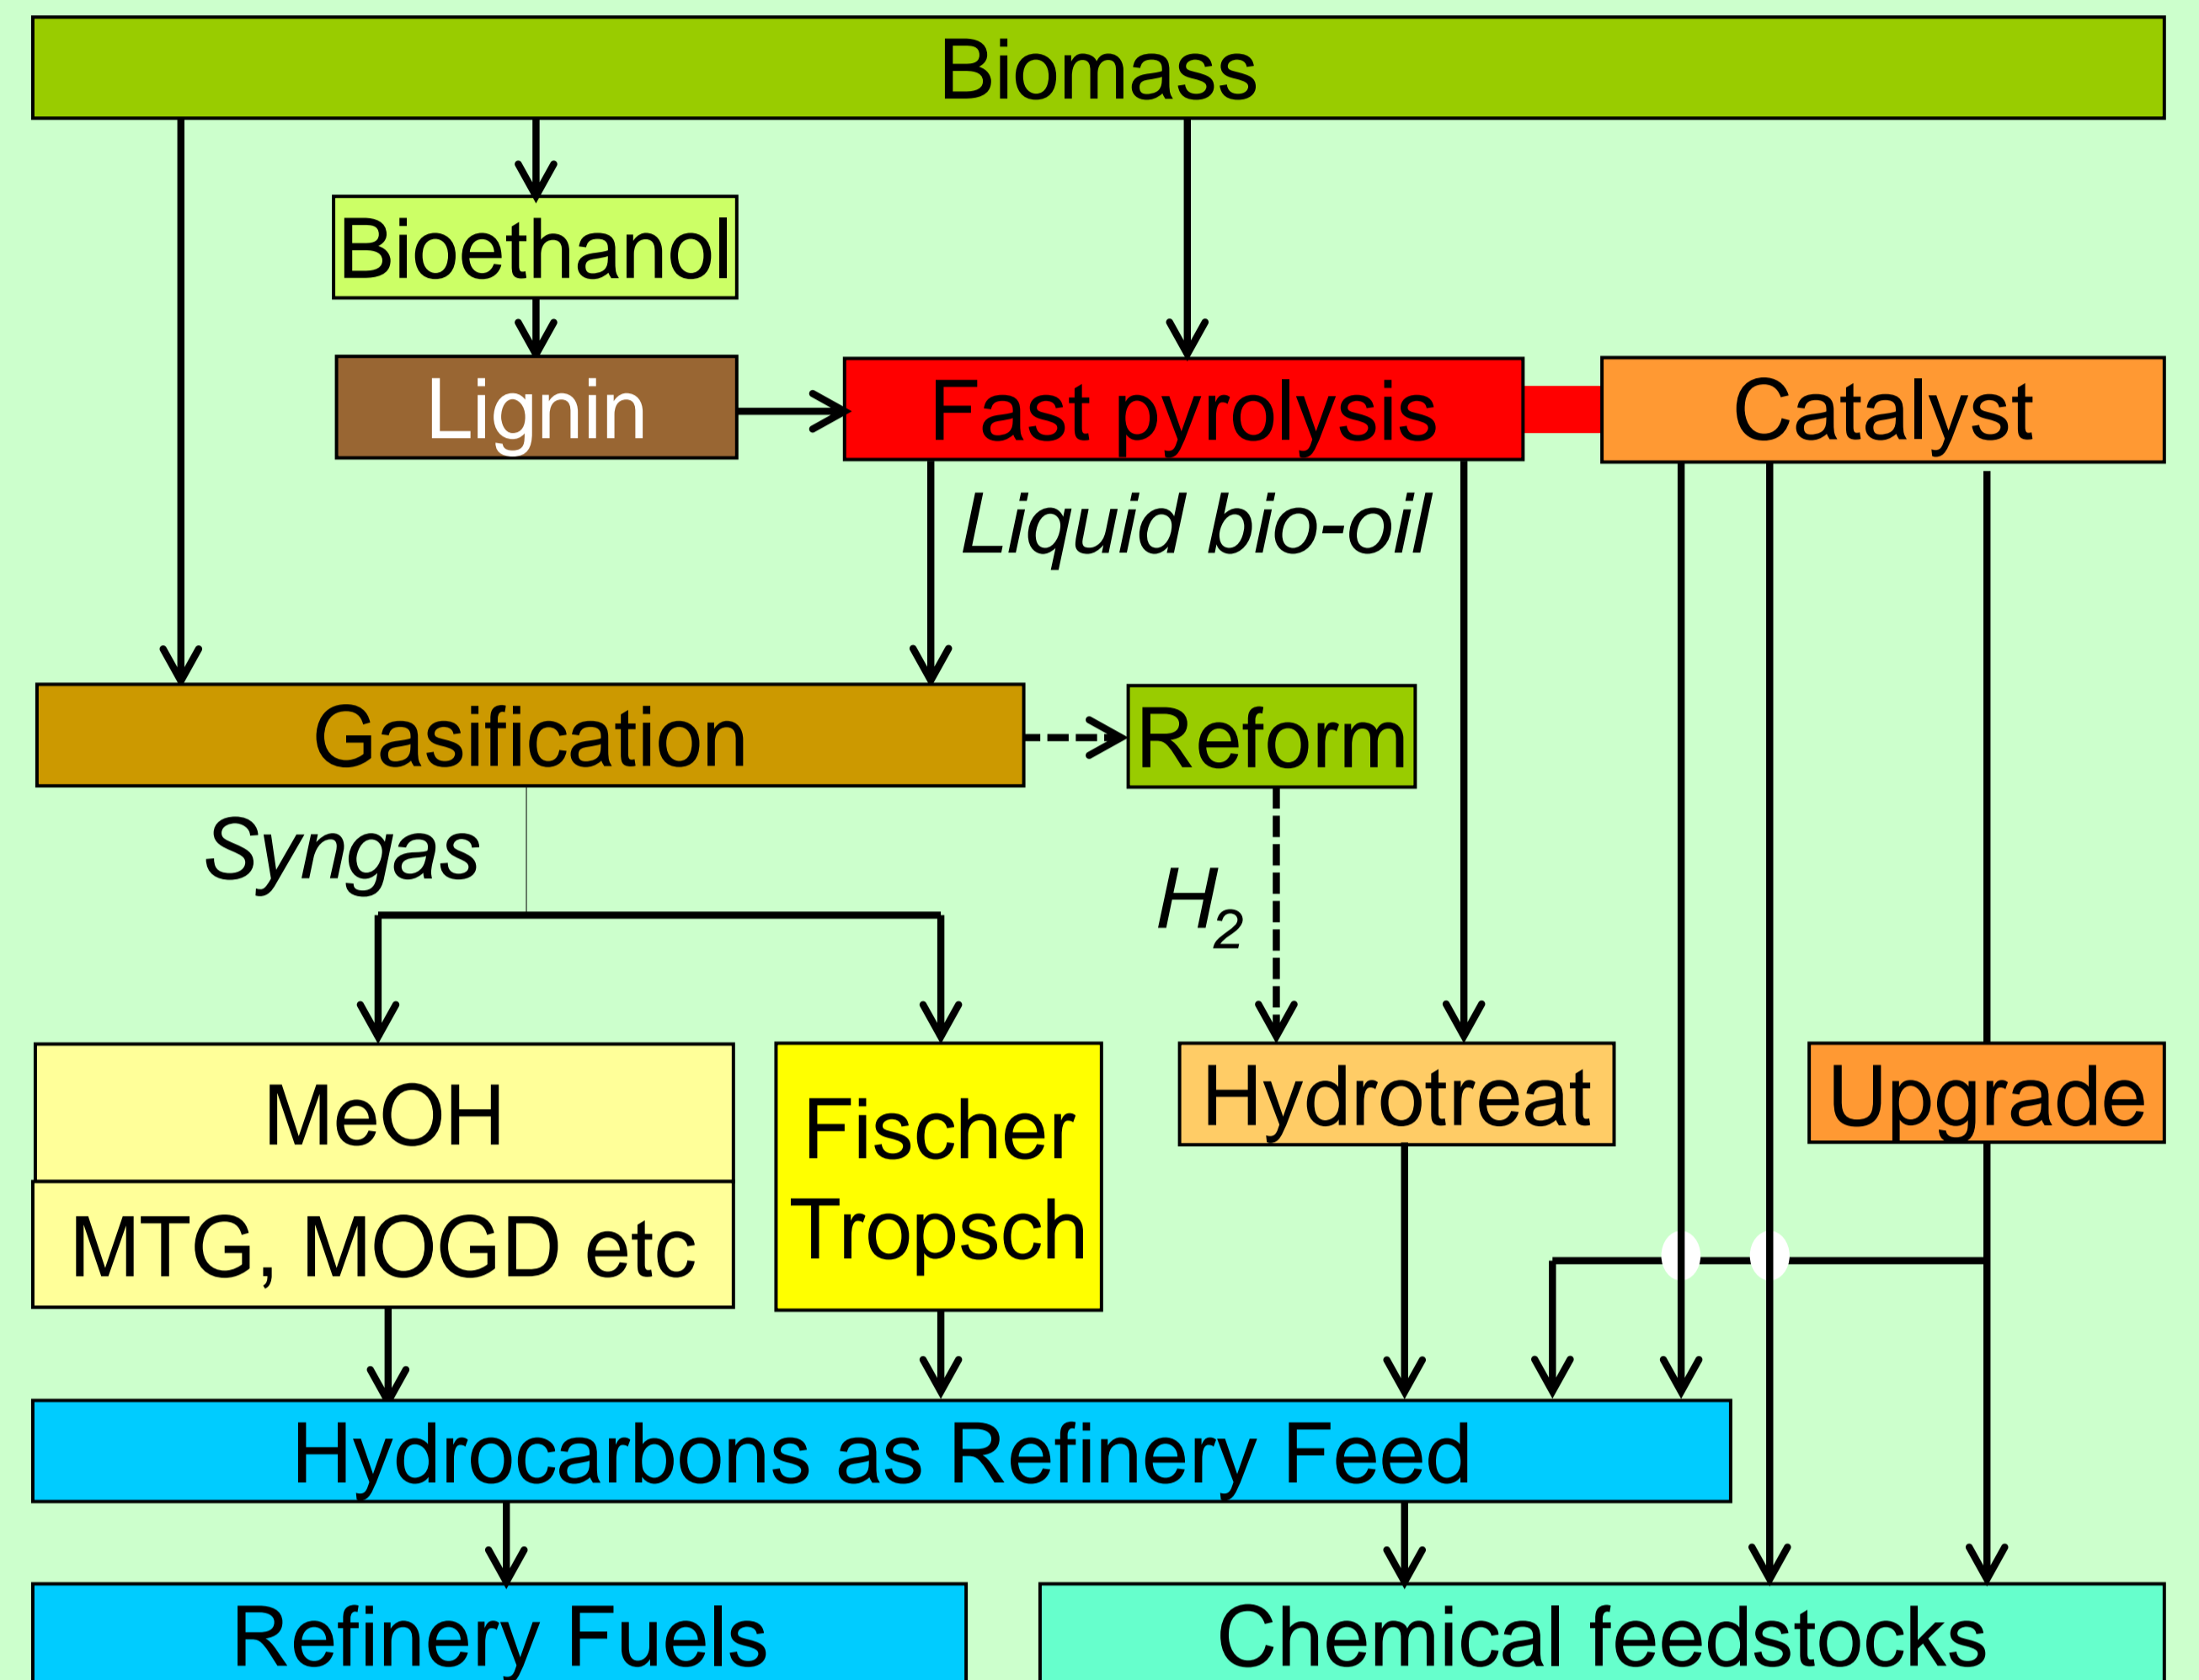 Biomass
Bioethanol
Lignin
Fast pyrolysis
Catalyst
Liquid bio-oil
Gasification
Reform
Syngas
H2
MeOH
Fischer
Tropsch
Hydrotreat
Upgrade
MTG, MOGD etc
Hydrocarbons as Refinery Feed
Refinery Fuels
Chemical feedstocks